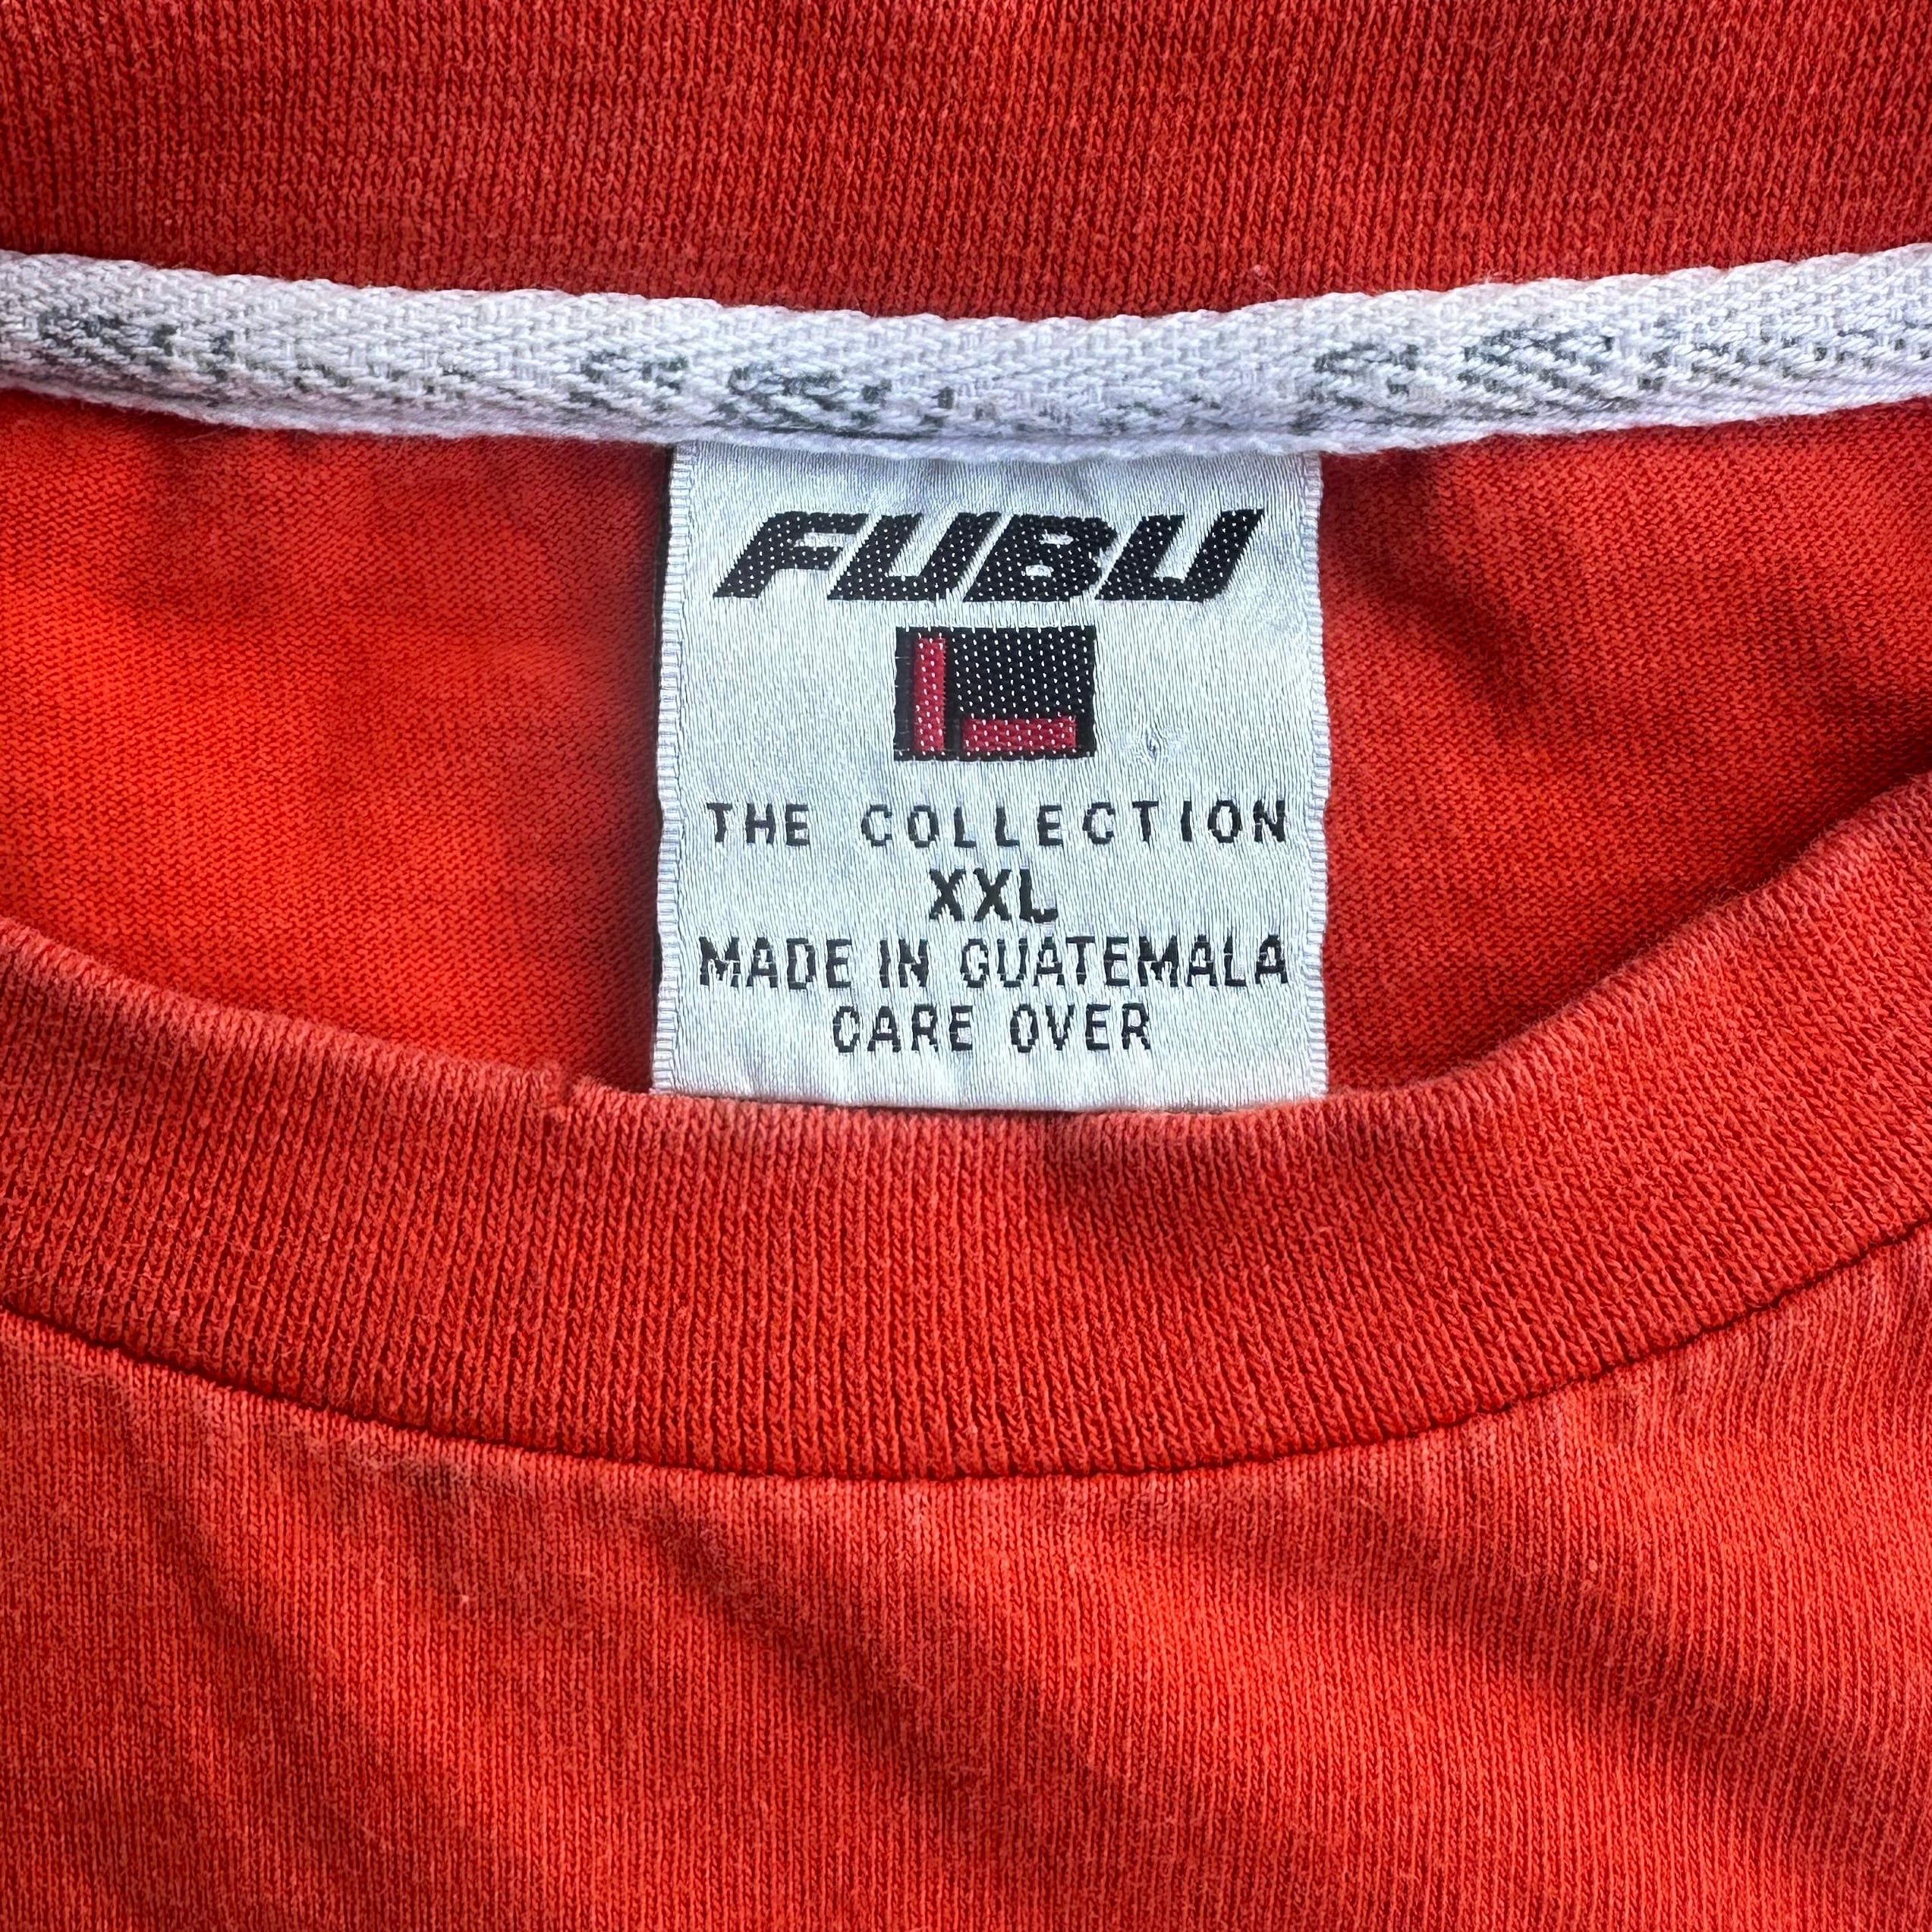 FUBU
THE COLLECTION
XXL
MADE IN GUATEMALA
CARE OVER